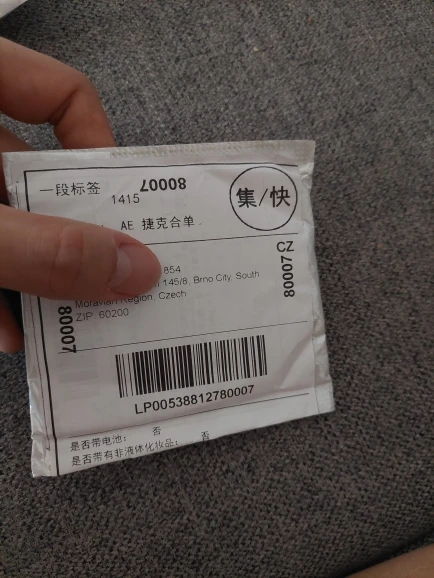 一段标签
80007
集/快
1415
AE 捷克合单
CZ
80007
854
145/8, Brno City, South
Moravian Region, Czech
ZIP: 60200
80007
LP00538812780007
是否带电池: 否
是否带有非液体化妆品: 否